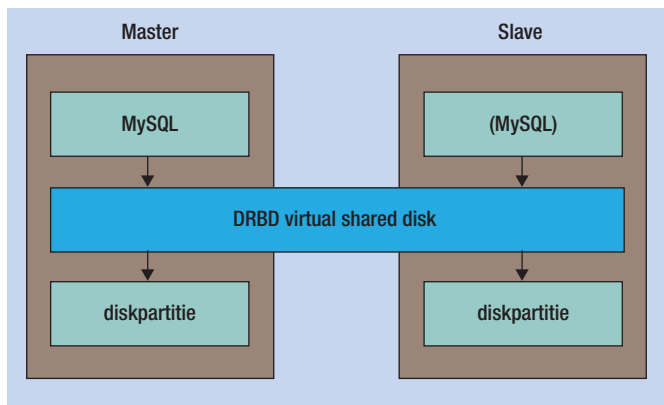 Master
Slave
MySQL
(MySQL)
DRBD virtual shared disk
diskpartitie
diskpartitie